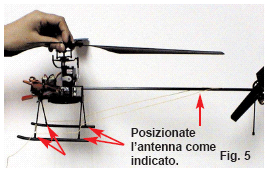 Posizionate
l'antenna come
indicato.
Fig. 5